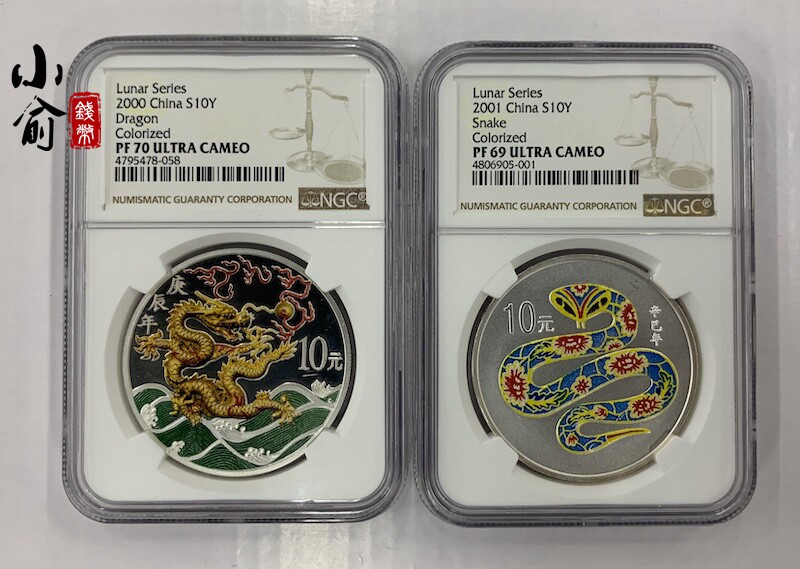 小俞
錢幣
Lunar Series
2000 China S10Y
Dragon
Colorized
PF 70 ULTRA CAMEO
4795478-058
NUMISMATIC GUARANTY CORPORATION
NGC®
庚辰年
10元
Lunar Series
2001 China S10Y
Snake
Colorized
PF 69 ULTRA CAMEO
4806905-001
NUMISMATIC GUARANTY CORPORATION
NGC®
10元
辛巳年